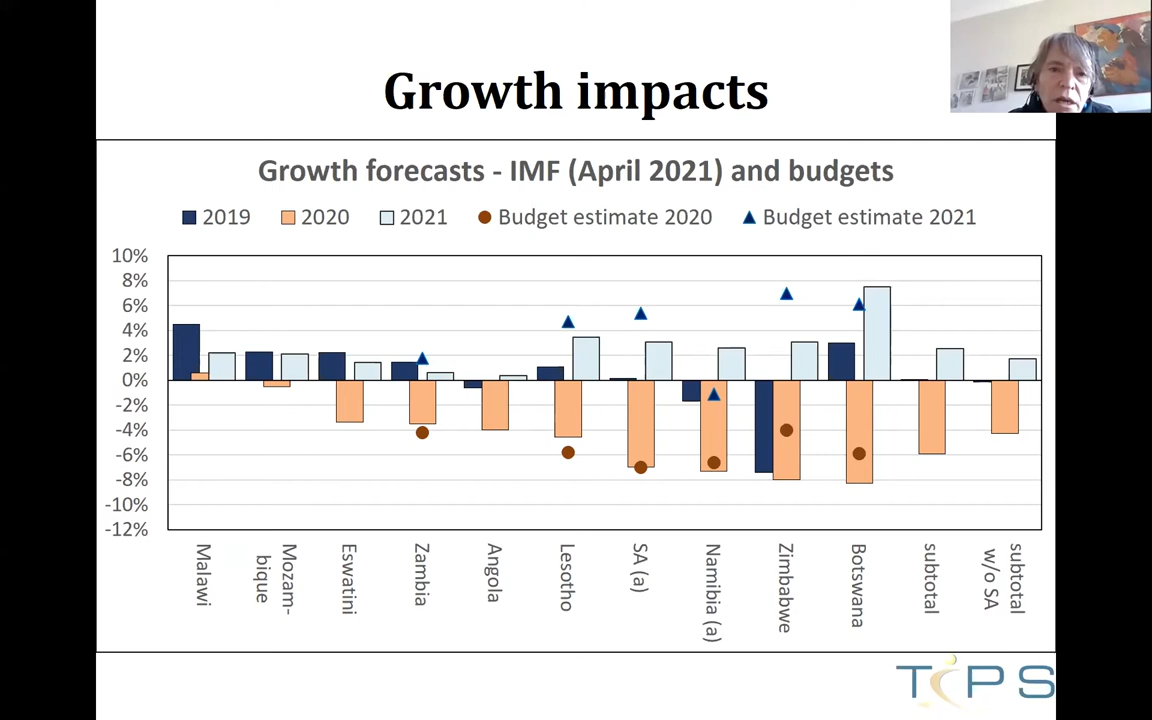 Growth impacts
Growth forecasts - IMF (April 2021) and budgets
2019 2020 2021 Budget estimate 2020 Budget estimate 2021
10%
8%
6%
4%
2%
0%
-2%
-4%
-6%
-8%
-10%
-12%
Malawi
Mozam-
bique
Eswatini
Zambia
Angola
Lesotho
SA (a)
Namibia (a)
Zimbabwe
Botswana
subtotal
subtotal
w/o SA
TIPS